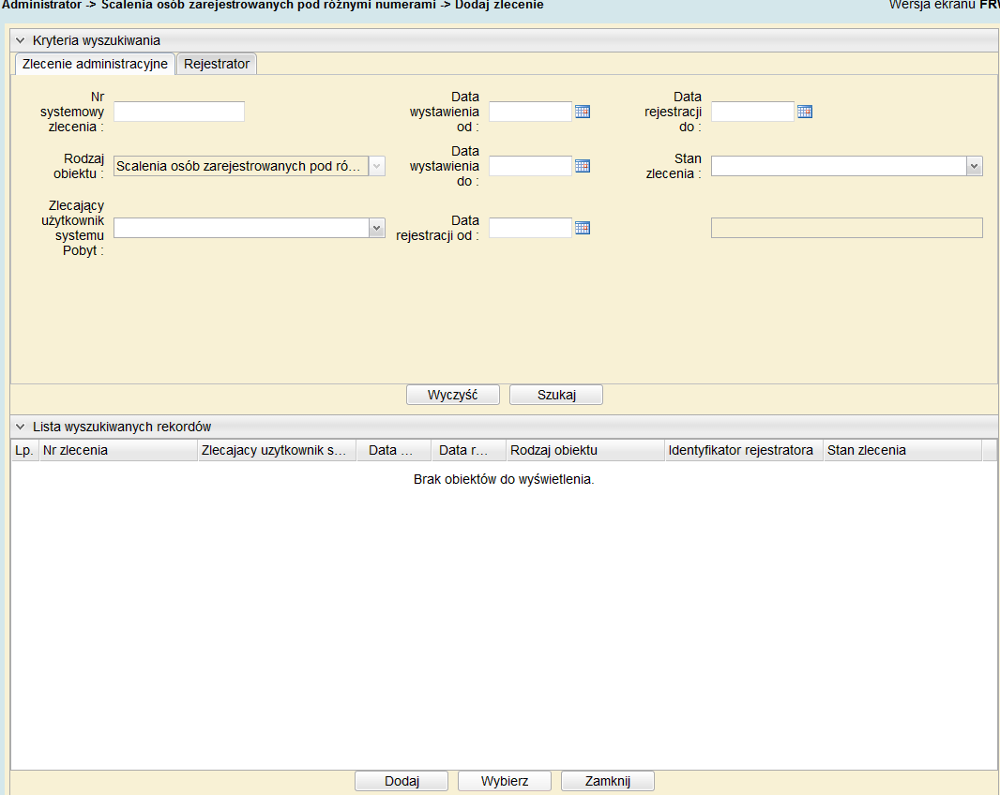 Administrator -> Scalenia osób zarejestrowanych pod różnymi numerami -> Dodaj zlecenie
Wersja ekranu
Kryteria wyszukiwania
Zlecenie administracyjne
Rejestrator
Nr
systemowy
zlecenia :
Data
wystawienia
od :
Data
rejestracji
do :
Rodzaj
obiektu :
Scalenia osób zarejestrowanych pod ró...
Data
wystawienia
do :
Stan
zlecenia :
Zlecający
użytkownik
systemu
Pobyt :
Data
rejestracji od :
Wyczyść
Szukaj
Lista wyszukiwanych rekordów
Lp.
Nr zlecenia
Zlecajacy uzytkownik s...
Data ...
Data r...
Rodzaj obiektu
Identyfikator rejestratora
Stan zlecenia
Brak obiektów do wyświetlenia.
Dodaj
Wybierz
Zamknij